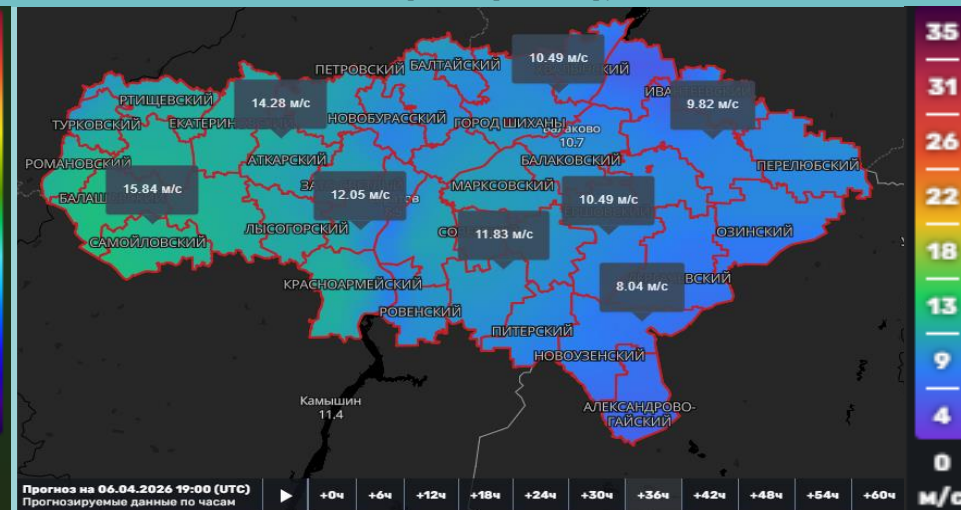 10.49 м/с
35
ПЕТРОВСКИЙ
БАЛТАЙСКИЙ
31
РТИЩЕВСКИЙ
14.28 м/с
9.82 м/с
ТУРКОВСКИЙ
НОВОБУРАССКИЙ
ГОРОД ШИХАНЫ
Балаково
10.7
26
РОМАНОВСКИЙ
АТКАРСКИЙ
БАЛАКОВСКИЙ
ПЕРЕЛЮБСКИЙ
15.84 м/с
12.05 м/с
МАРКСОВСКИЙ
10.49 м/с
22
САМОЙЛОВСКИЙ
ЛЫСОГОРСКИЙ
11.83 м/с
ОЗИНСКИЙ
18
КРАСНОАРМЕЙСКИЙ
8.04 м/с
13
РОВЕНСКИЙ
ПИТЕРСКИЙ
НОВОУЗЕНСКИЙ
9
Камышин
11.4
АЛЕКСАНДРОВО-
ГАЙСКИЙ
4
0
Прогноз на 06.04.2026 19:00 (UTC)
Прогнозируемые данные по часам
+0ч +6ч +12ч +18ч +24ч +30ч +36ч +42ч +48ч +54ч +60ч
м/с